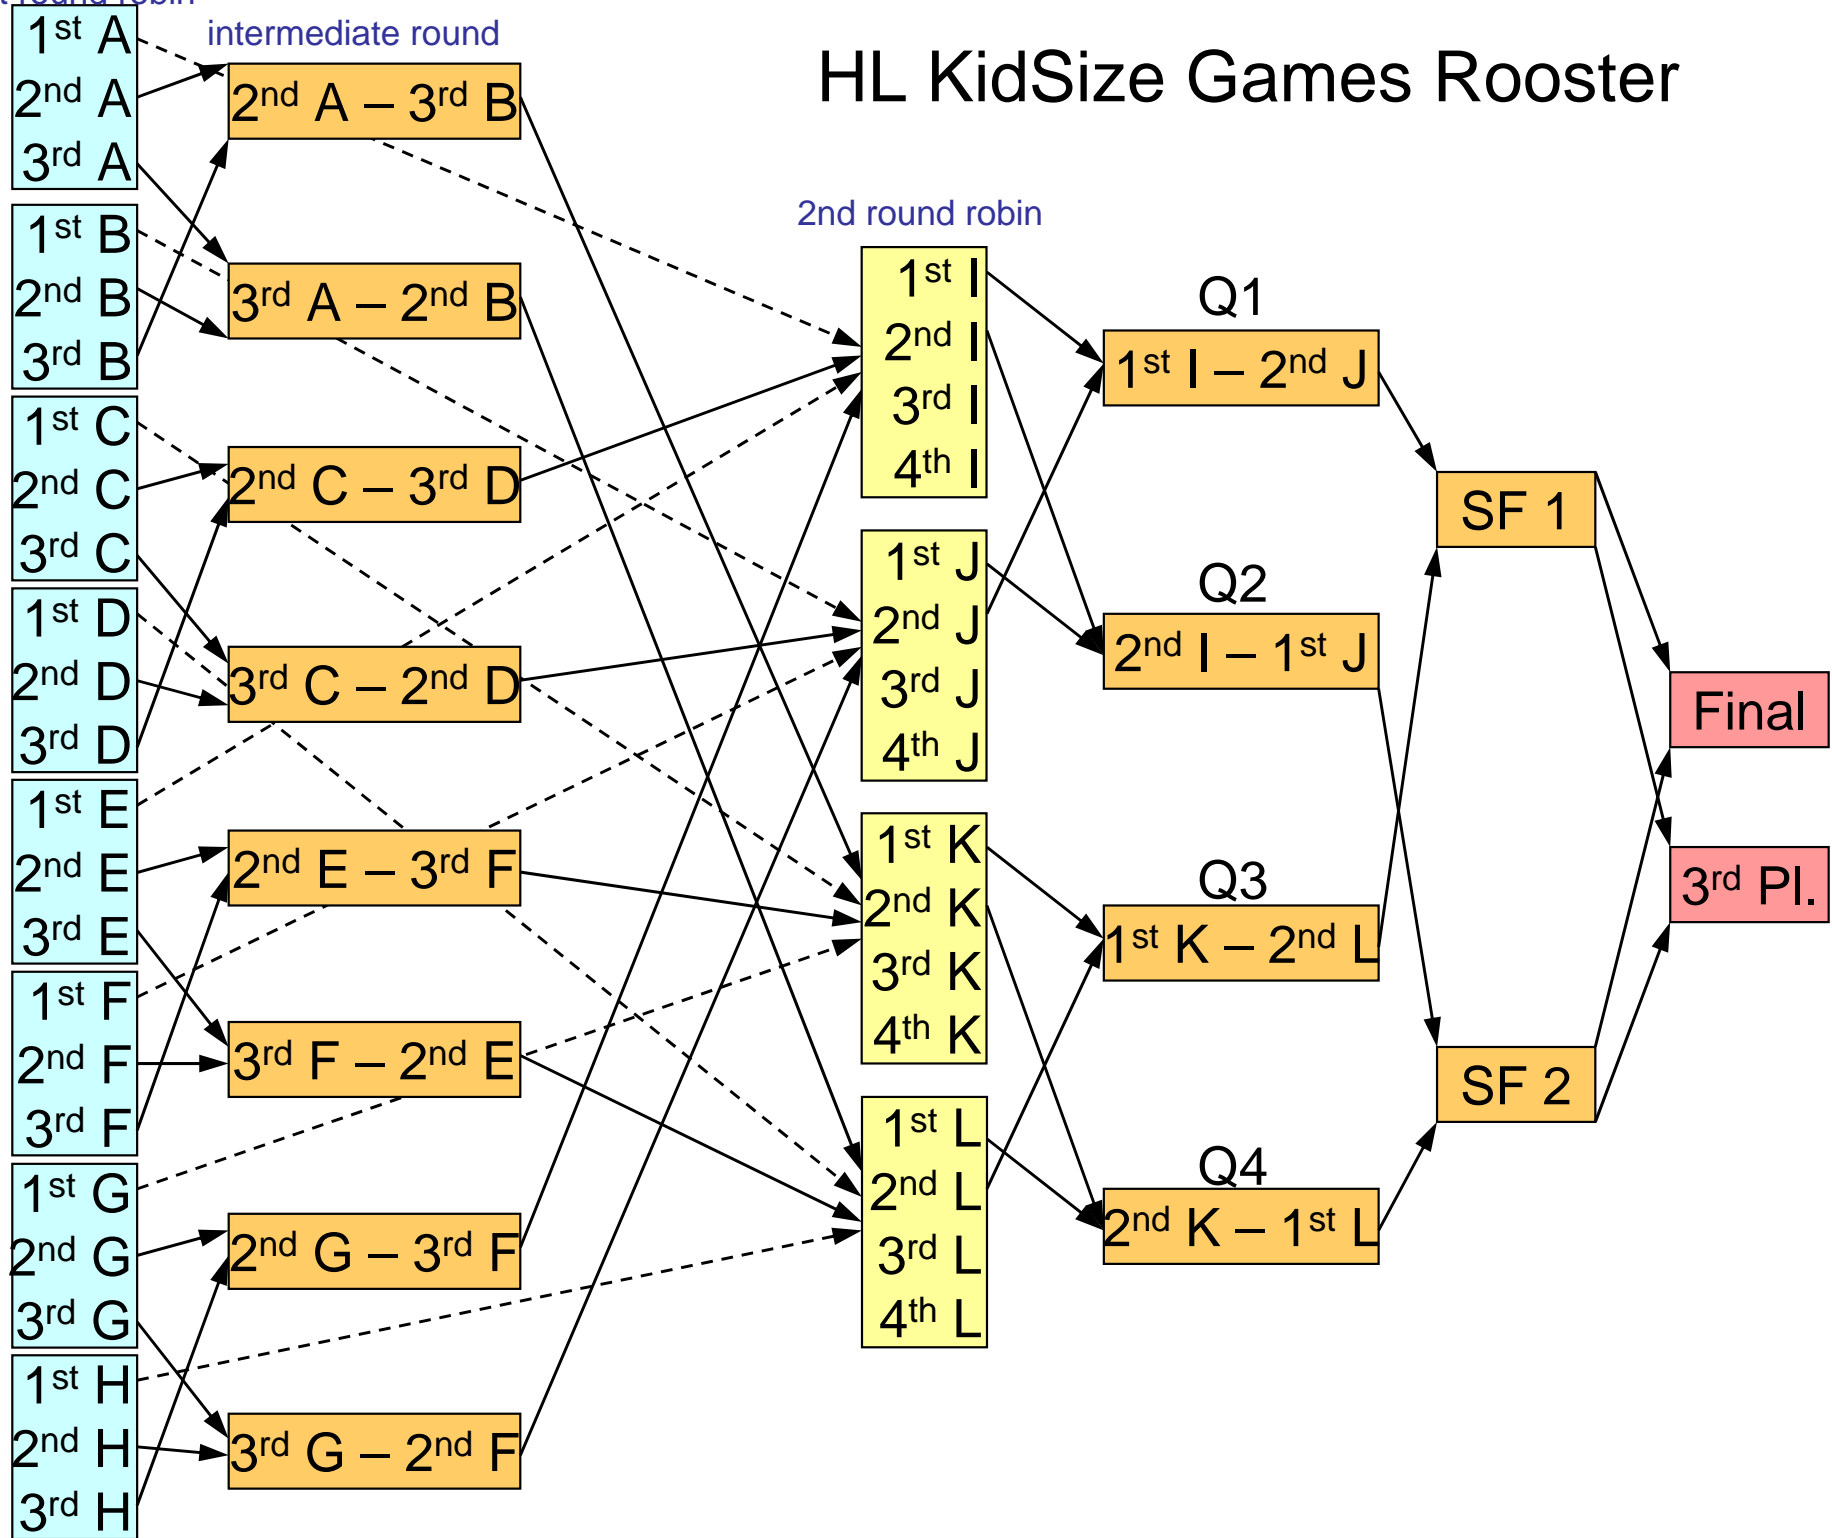 round robin
1st A
2nd A
3rd A
1st B
2nd B
3rd B
1st C
2nd C
3rd C
1st D
2nd D
3rd D
1st E
2nd E
3rd E
1st F
2nd F
3rd F
1st G
2nd G
3rd G
1st H
2nd H
3rd H
intermediate round
2nd A – 3rd B
3rd A – 2nd B
2nd C – 3rd D
3rd C – 2nd D
2nd E – 3rd F
3rd F – 2nd E
2nd G – 3rd F
3rd G – 2nd F
HL KidSize Games Rooster
2nd round robin
1st I
2nd I
3rd I
4th I
1st J
2nd J
3rd J
4th J
1st K
2nd K
3rd K
4th K
1st L
2nd L
3rd L
4th L
Q1
1st I – 2nd J
Q2
2nd I – 1st J
Q3
1st K – 2nd L
Q4
2nd K – 1st L
SF 1
SF 2
Final
3rd Pl.